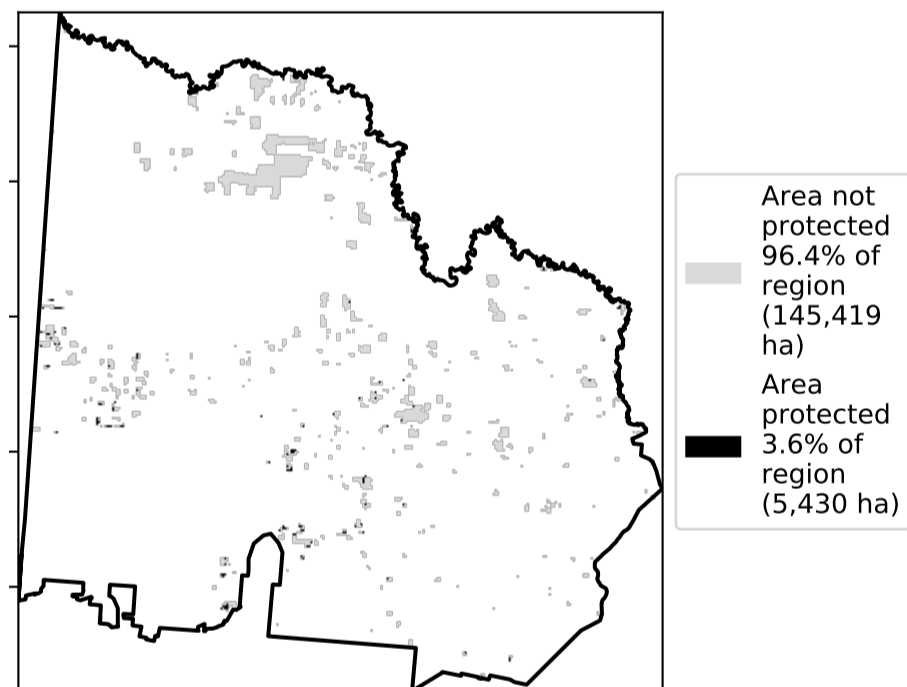 Area not
protected
96.4% of
region
(145,419
ha)
Area
protected
3.6% of
region
(5,430 ha)